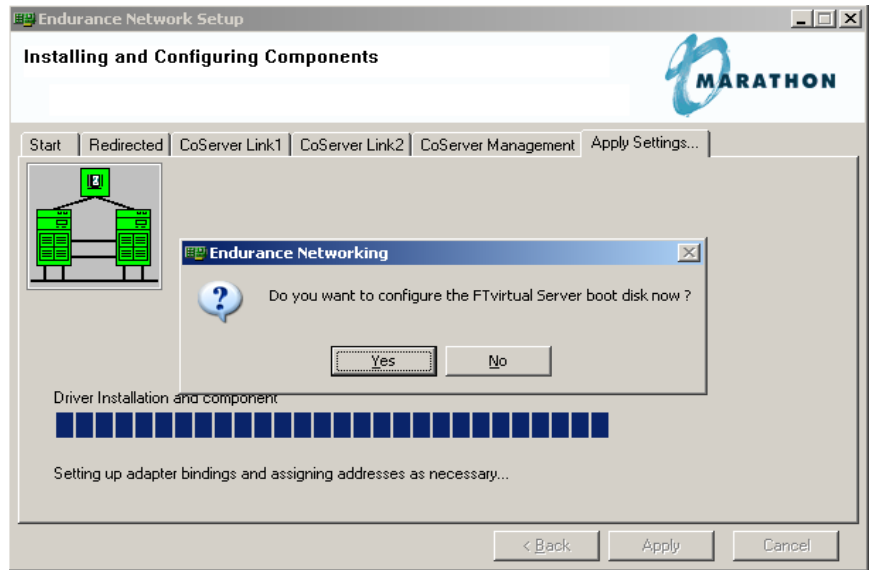 Endurance Network Setup
Installing and Configuring Components
MARATHON
Start Redirected CoServer Link1 CoServer Link2 CoServer Management Apply Settings...
Endurance Networking
Do you want to configure the FTvirtual Server boot disk now ?
Yes No
Driver Installation and component
Setting up adapter bindings and assigning addresses as necessary...
< Back Apply Cancel